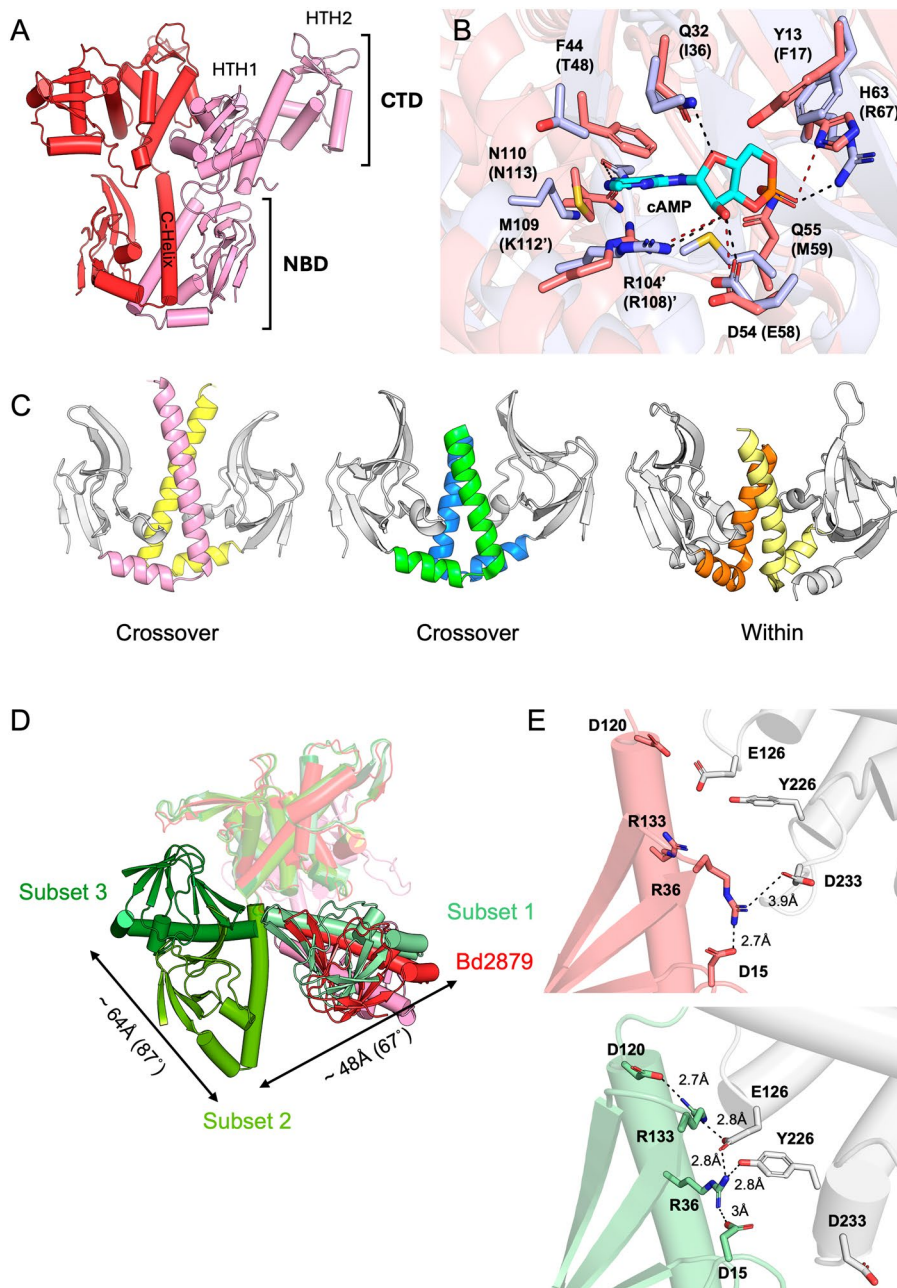 A
HTH2
HTH1
CTD
C-Helix
NBD
B
Q32
(I36)
Y13
(F17)
F44
(T48)
H63
(R67)
N110
(N113)
cAMP
M109
(K112’)
Q55
(M59)
R104’
(R108)’
D54 (E58)
C
Crossover
Crossover
Within
D
Subset 3
Subset 1
Bd2879
~ 64Å (87˚)
~ 48Å (67˚)
Subset 2
E
D120
E126
Y226
R133
R36
D233
3.9Å
2.7Å
D15
D120
2.7Å
E126
2.8Å
R133
Y226
2.8Å
2.8Å
R36
3Å
D233
D15